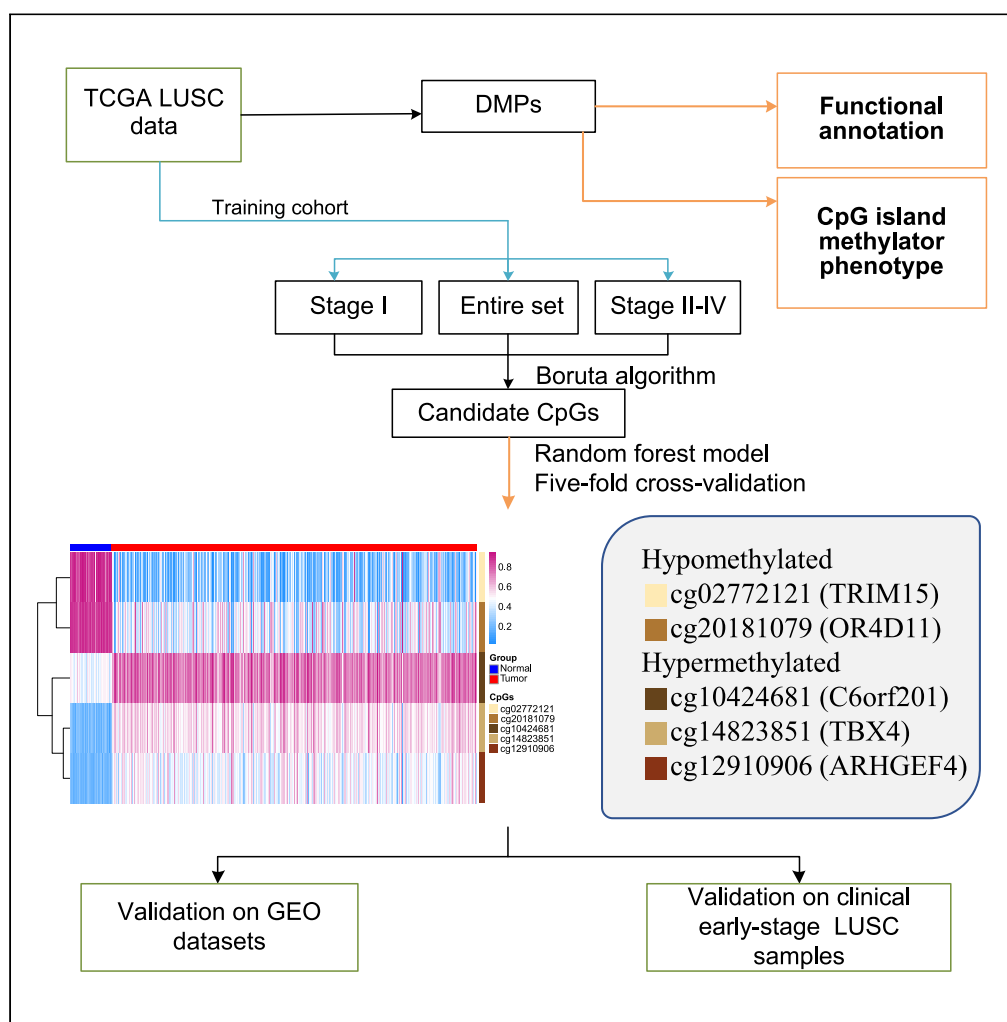 TCGA LUSC
data
DMPs
Functional
annotation
CpG island
methylator
phenotype
Training cohort
Stage I
Entire set
Stage II-IV
Boruta algorithm
Candidate CpGs
Random forest model
Five-fold cross-validation
0.8
0.6
0.4
0.2
Group
Normal
Tumor
CpGs
cg02772121
cg20181079
cg10424681
cg14823851
cg12910906
Hypomethylated
cg02772121 (TRIM15)
cg20181079 (OR4D11)
Hypermethylated
cg10424681 (C6orf201)
cg14823851 (TBX4)
cg12910906 (ARHGEF4)
Validation on GEO
datasets
Validation on clinical
early-stage LUSC
samples